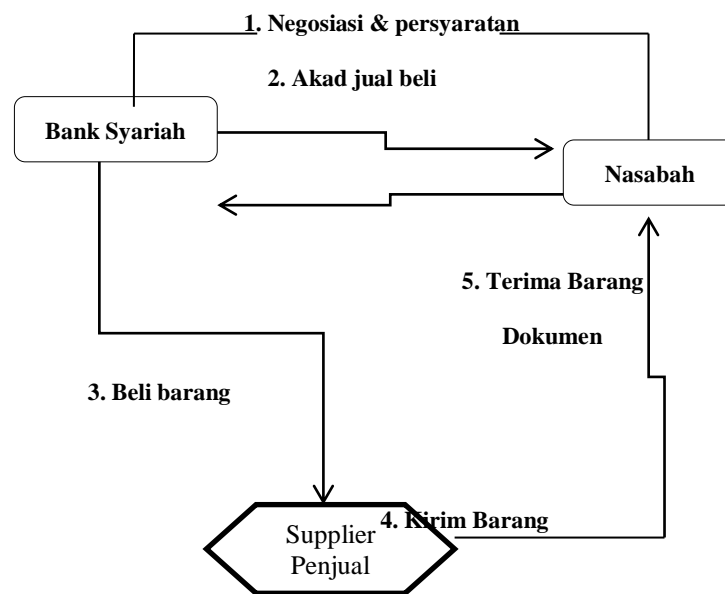 1. Negosiasi & persyaratan
2. Akad jual beli
Bank Syariah
Nasabah
5. Terima Barang
Dokumen
3. Beli barang
4. Kirim Barang
Supplier
Penjual